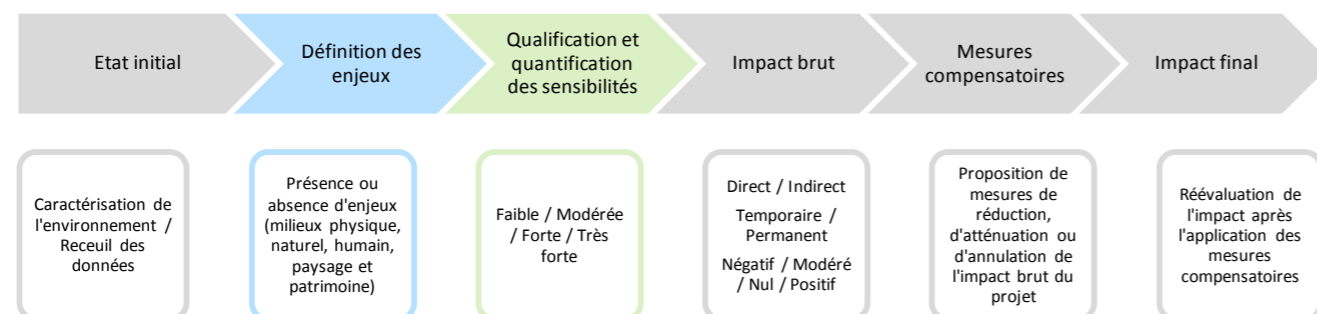 Etat initial
Définition des
enjeux
Qualification et
quantification
des sensibilités
Impact brut
Mesures
compensatoires
Impact final
Caractérisation de
l'environnement /
Receuil des
données
Présence ou
absence d'enjeux
(milieux physique,
naturel, humain,
paysage et
patrimoine)
Faible / Modérée
/ Forte / Très
forte
Direct / Indirect
Temporaire /
Permanent
Négatif / Modéré
/ Nul / Positif
Proposition de
mesures de
réduction,
d'atténuation ou
d'annulation de
l'impact brut du
projet
Réévaluation de
l'impact après
l'application des
mesures
compensatoires